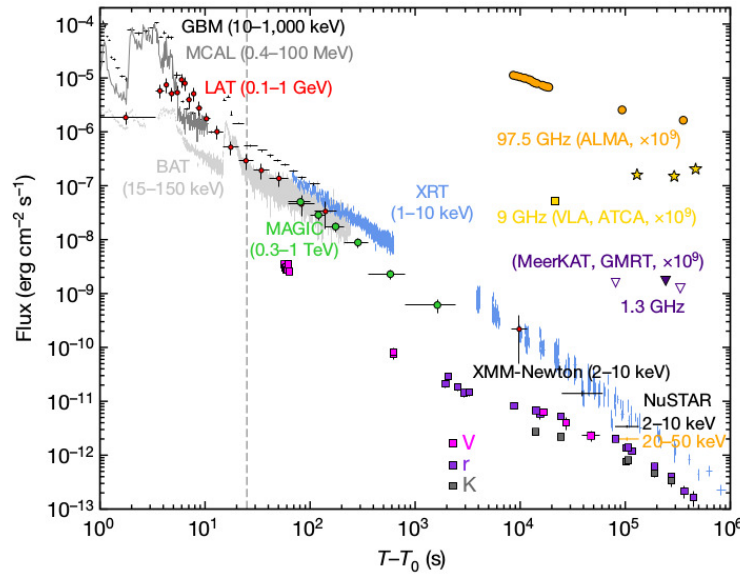 GBM (10–1,000 keV)
MCAL (0.4–100 MeV)
LAT (0.1–1 GeV)
BAT
(15–150 keV)
XRT
(1–10 keV)
MAGIC
(0.3–1 TeV)
97.5 GHz (ALMA, ×10⁹)
9 GHz (VLA, ATCA, ×10⁹)
(MeerKAT, GMRT, ×10⁹)
1.3 GHz
XMM-Newton (2–10 keV)
NuSTAR
2–10 keV
20–50 keV
V
r
K
Flux (erg cm⁻² s⁻¹)
10⁻⁴
10⁻⁵
10⁻⁶
10⁻⁷
10⁻⁸
10⁻⁹
10⁻¹⁰
10⁻¹¹
10⁻¹²
10⁻¹³
10⁰
10¹
10²
10³
10⁴
10⁵
10⁶
T–T₀ (s)